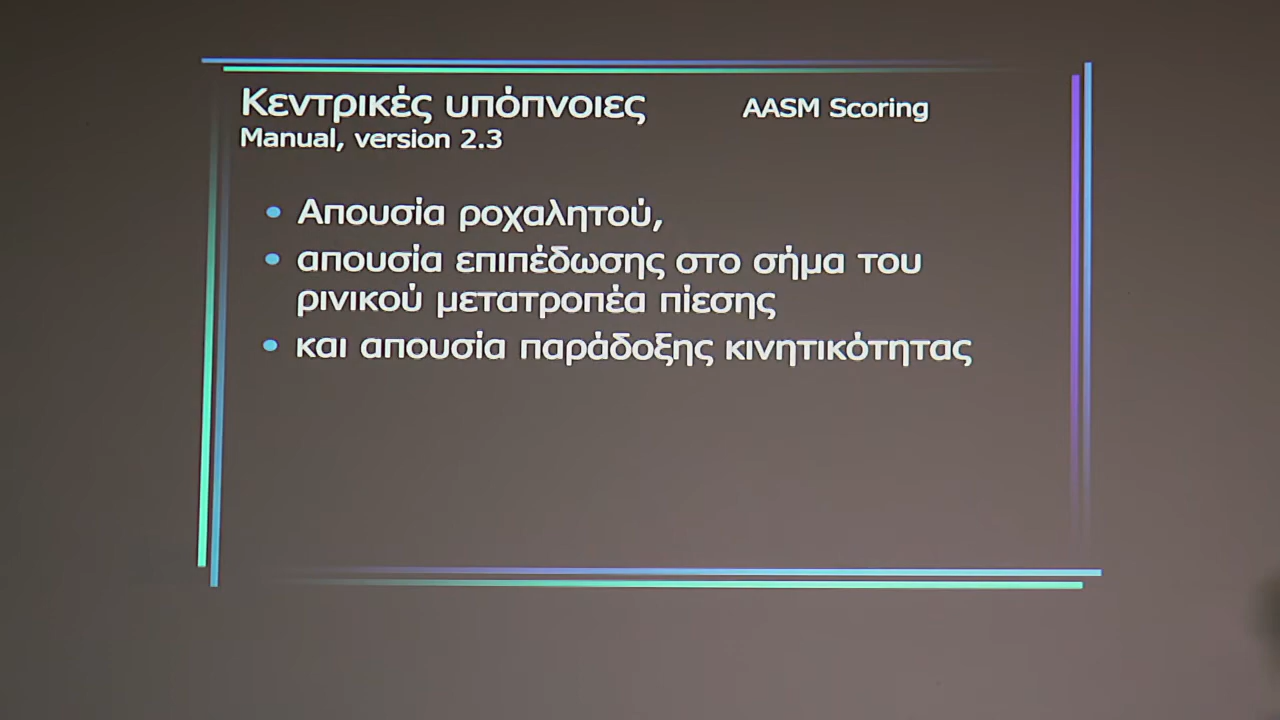 Κεντρικές υπόπνοιες AASM Scoring
Manual, version 2.3
Απουσία ροχαλητού,
απουσία επιπέδωσης στο σήμα του
ρινικού μετατροπέα πίεσης
και απουσία παράδοξης κινητικότητας